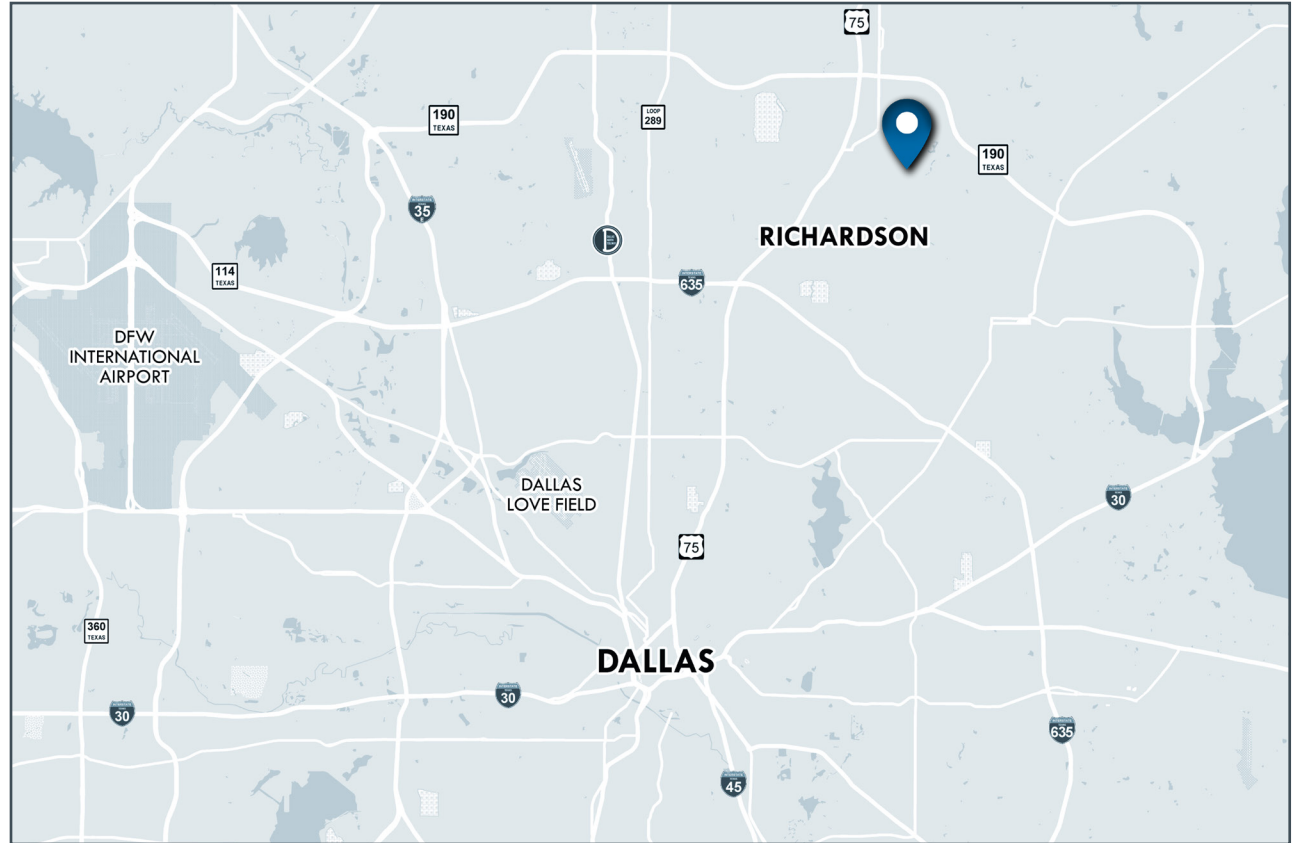 75
190
TEXAS
LOOP
289
190
TEXAS
35
E
RICHARDSON
D
114
TEXAS
635
DFW
INTERNATIONAL
AIRPORT
DALLAS
LOVE FIELD
30
75
360
TEXAS
DALLAS
30
30
635
45